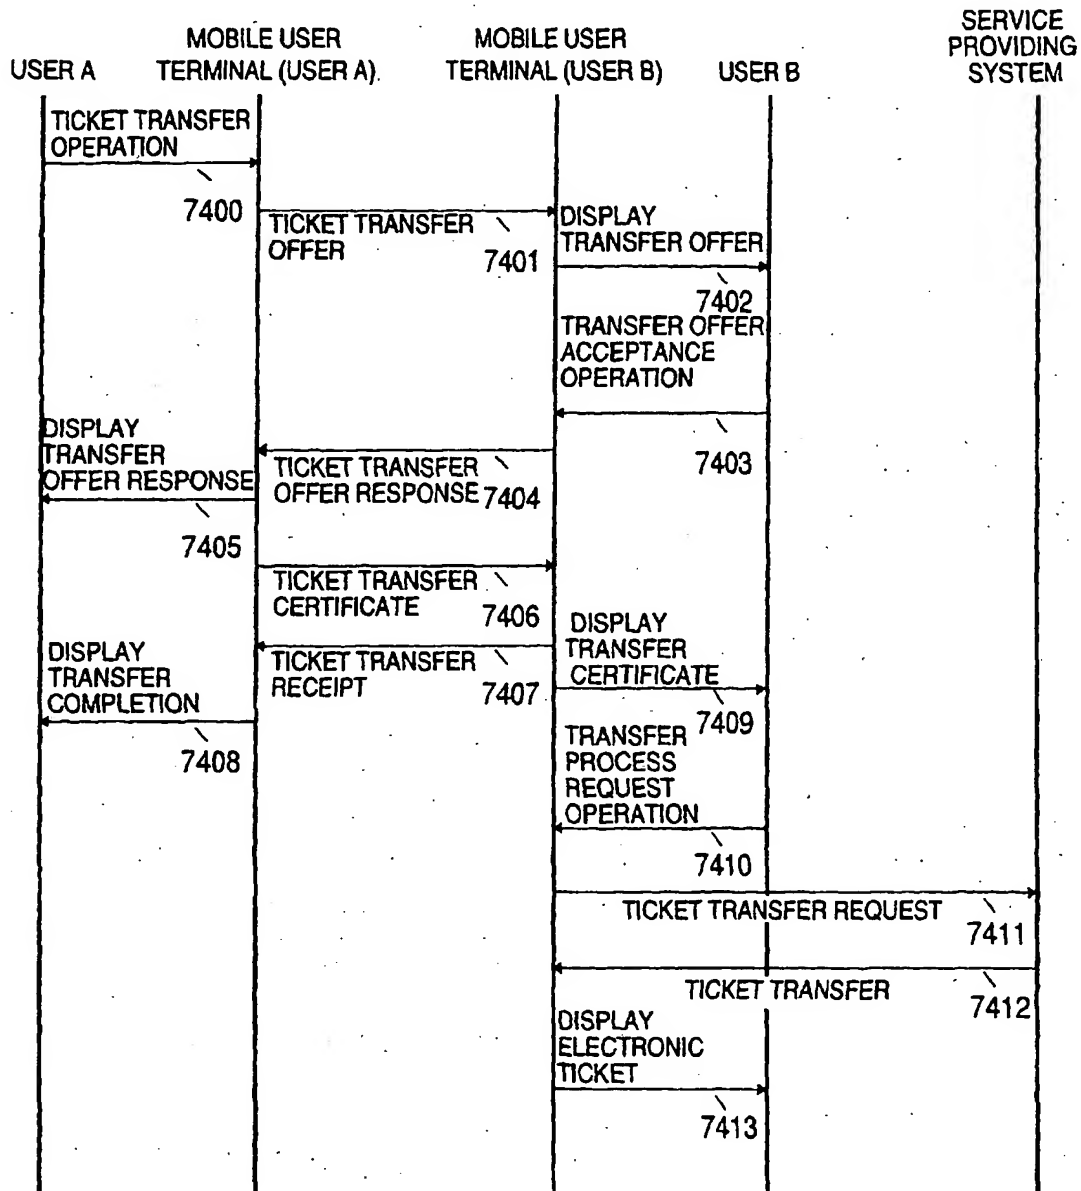 SERVICE
PROVIDING
SYSTEM
MOBILE USER
TERMINAL (USER A).
MOBILE USER
TERMINAL (USER B)
USER A
USER B
TICKET TRANSFER
OPERATION
7400
TICKET TRANSFER
OFFER
7401
DISPLAY
TRANSFER OFFER
7402
TRANSFER OFFER
ACCEPTANCE
OPERATION
7403
TICKET TRANSFER
OFFER RESPONSE
7404
DISPLAY
TRANSFER
OFFER RESPONSE
7405
TICKET TRANSFER
CERTIFICATE
7406
TICKET TRANSFER
RECEIPT
7407
DISPLAY
TRANSFER
COMPLETION
7408
DISPLAY
TRANSFER
CERTIFICATE
7409
TRANSFER
PROCESS
REQUEST
OPERATION
7410
TICKET TRANSFER REQUEST
7411
TICKET TRANSFER
7412
DISPLAY
ELECTRONIC
TICKET
7413